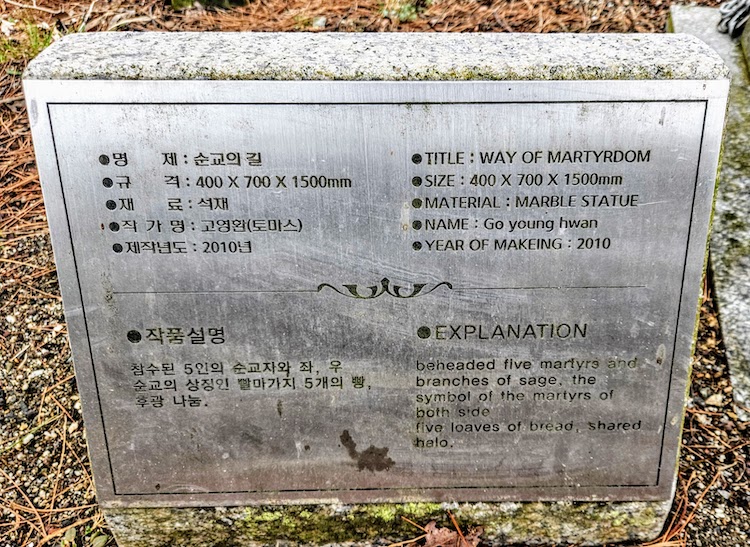 ●명 제 : 순교의 길
●규 격 : 400 X 700 X 1500mm
●재 료 : 석재
●작 가 명 : 고영환(토마스)
●제작년도 : 2010년
●TITLE : WAY OF MARTYRDOM
●SIZE : 400 X 700 X 1500mm
●MATERIAL : MARBLE STATUE
●NAME : Go young hwan
●YEAR OF MAKEING : 2010
●작품설명
참수된 5인의 순교자와 좌, 우
순교의 상징인 빨마가지 5개의 빵,
후광 나눔.
●EXPLANATION
beheaded five martyrs and
branches of sage, the
symbol of the martyrs of
both side
five loaves of bread, shared
halo.